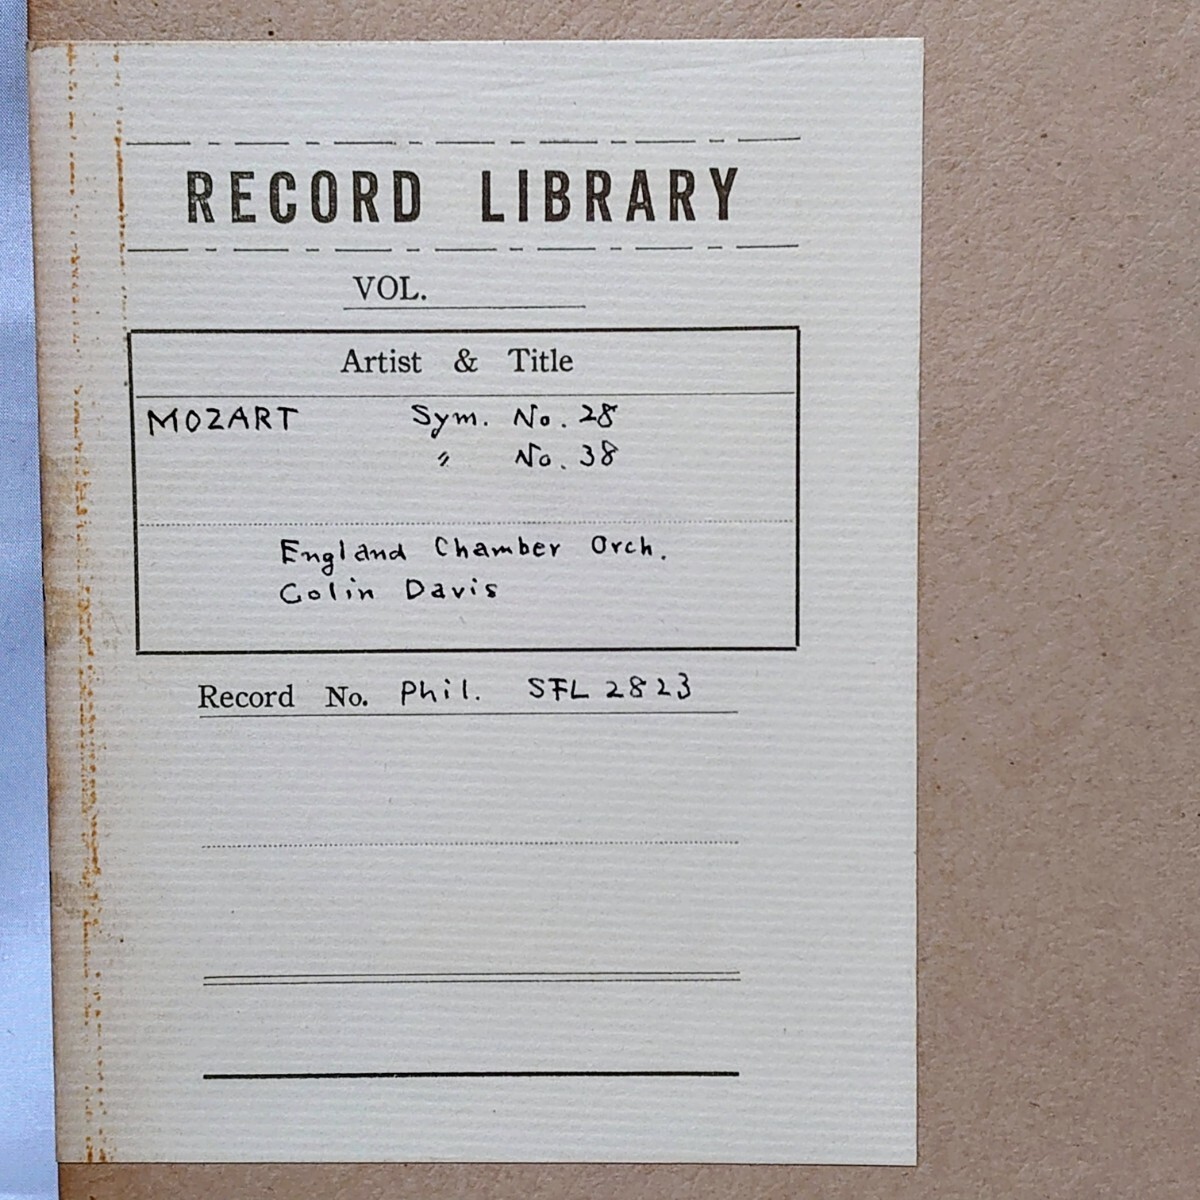 RECORD LIBRARY
VOL.
Artist & Title
MOZART Sym. No. 28
〃 No. 38
England Chamber Orch.
Colin Davis
Record No. Phil. SFL 2823